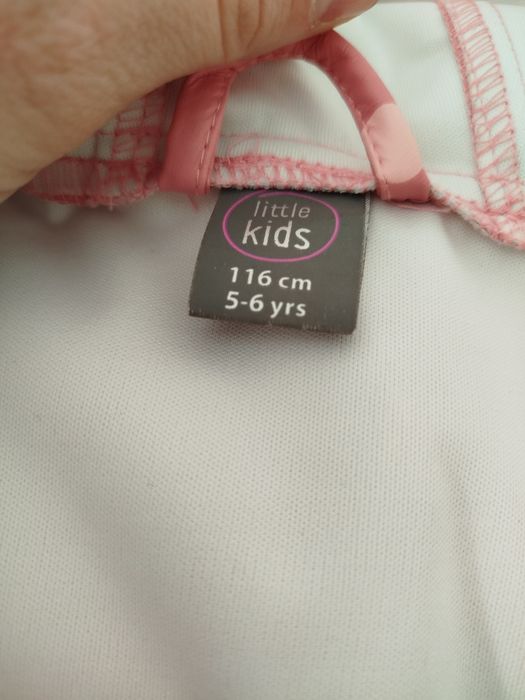 little
kids
116 cm
5-6 yrs